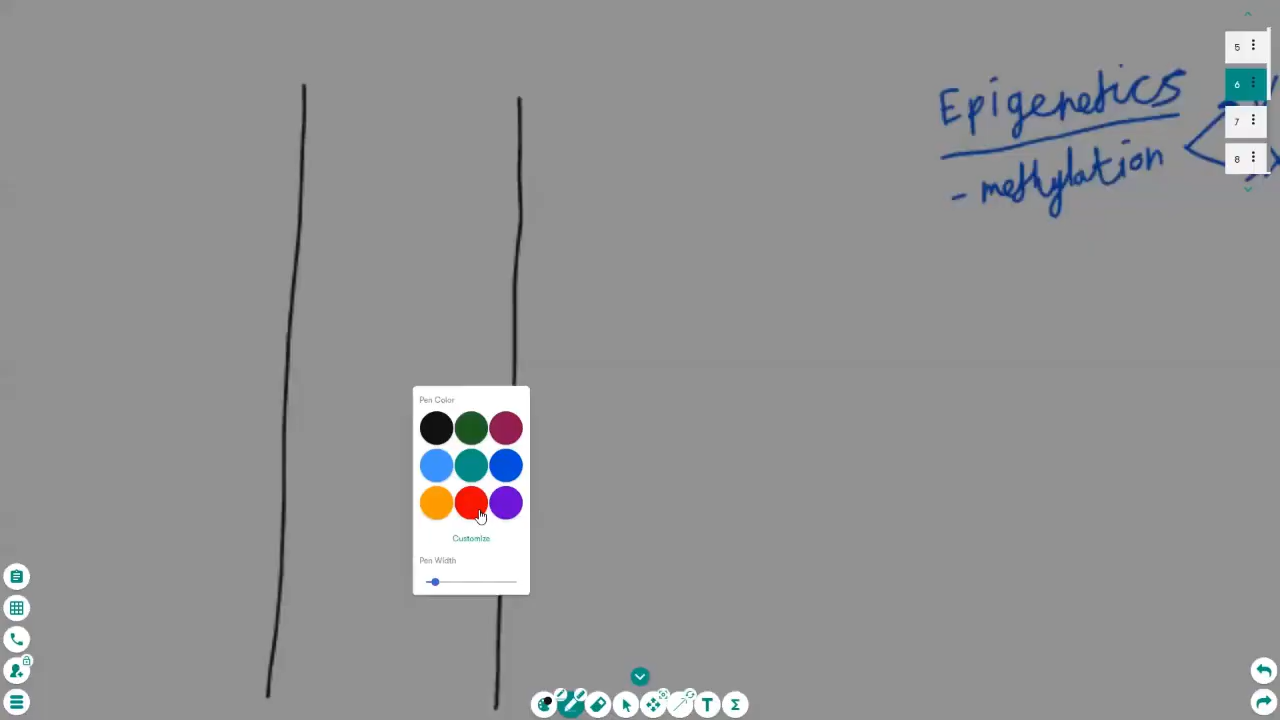 Epigenetics
- methylation
5
6
7
8
Pen Color
Customize
Pen Width
T
Σ